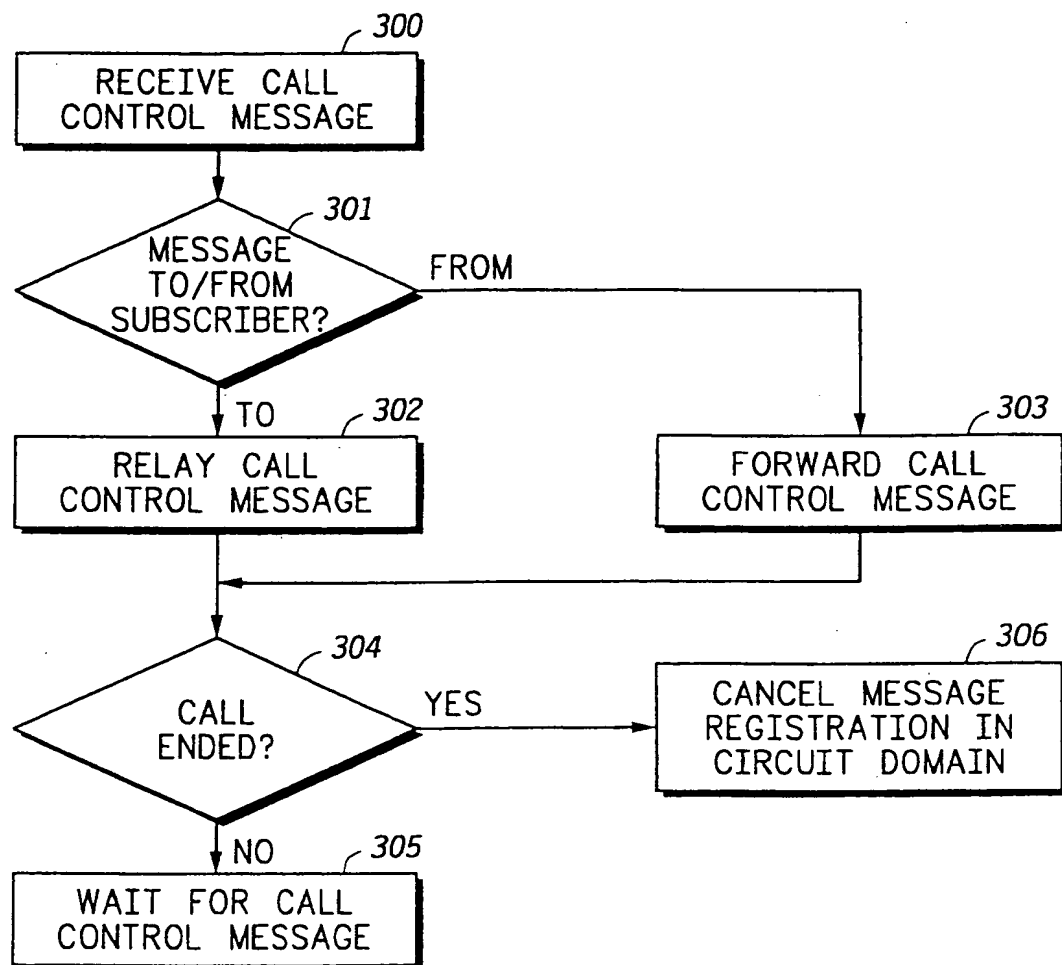 300
RECEIVE CALL
CONTROL MESSAGE
301
MESSAGE
TO/FROM
SUBSCRIBER?
FROM
TO
302
RELAY CALL
CONTROL MESSAGE
303
FORWARD CALL
CONTROL MESSAGE
304
CALL
ENDED?
YES
306
CANCEL MESSAGE
REGISTRATION IN
CIRCUIT DOMAIN
NO
305
WAIT FOR CALL
CONTROL MESSAGE